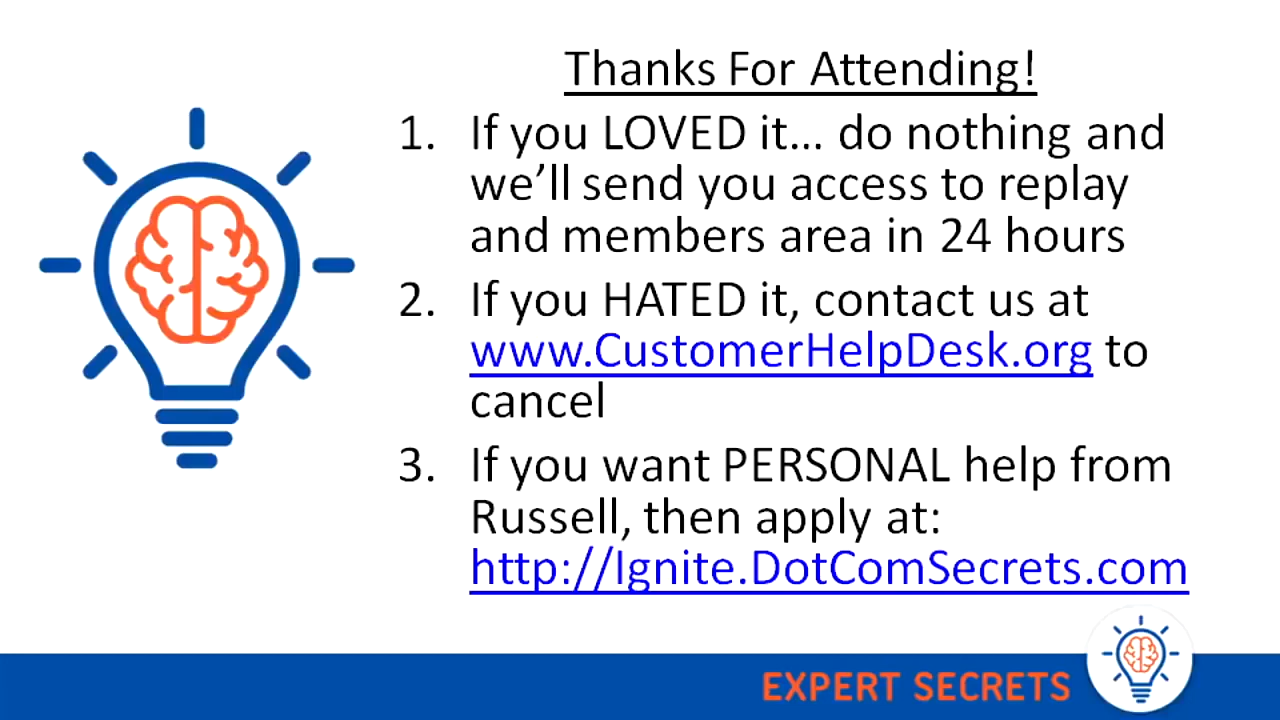 Thanks For Attending!
1. If you LOVED it... do nothing and
we’ll send you access to replay
and members area in 24 hours
2. If you HATED it, contact us at
www.CustomerHelpDesk.org to
cancel
3. If you want PERSONAL help from
Russell, then apply at:
http://Ignite.DotComSecrets.com
EXPERT SECRETS